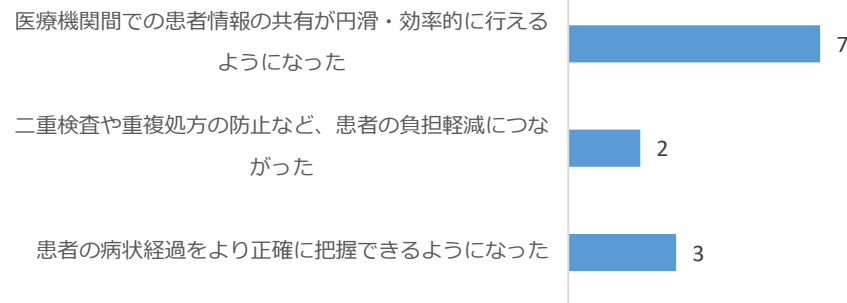 医療機関間での患者情報の共有が円滑・効率的に行える
ようになった
7
二重検査や重複処方の防止など、患者の負担軽減につな
がった
2
患者の病状経過をより正確に把握できるようになった
3